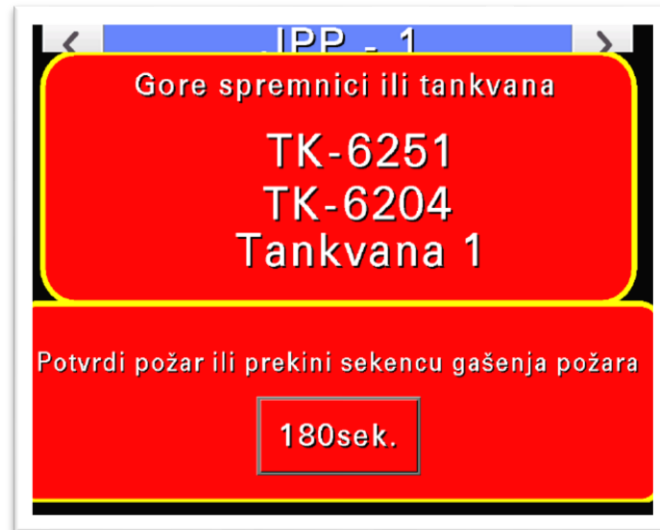 JPP - 1
Gore spremnici ili tankvana
TK-6251
TK-6204
Tankvana 1
Potvrdi požar ili prekini sekencu gašenja požara
180sek.